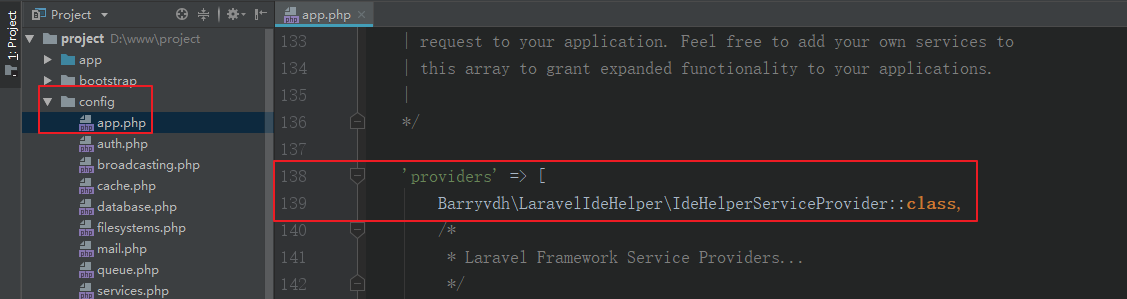 1: Project
Project
project D:\www\project
app
bootstrap
config
app.php
auth.php
broadcasting.php
cache.php
database.php
filesystems.php
mail.php
queue.php
services.php
app.php
133 | request to your application. Feel free to add your own services to
134 | this array to grant expanded functionality to your applications.
135 |
136 */
137
138 'providers' => [
139 Barryvdh\LaravelIdeHelper\IdeHelperServiceProvider::class,
140 /*
141 * Laravel Framework Service Providers...
142 */